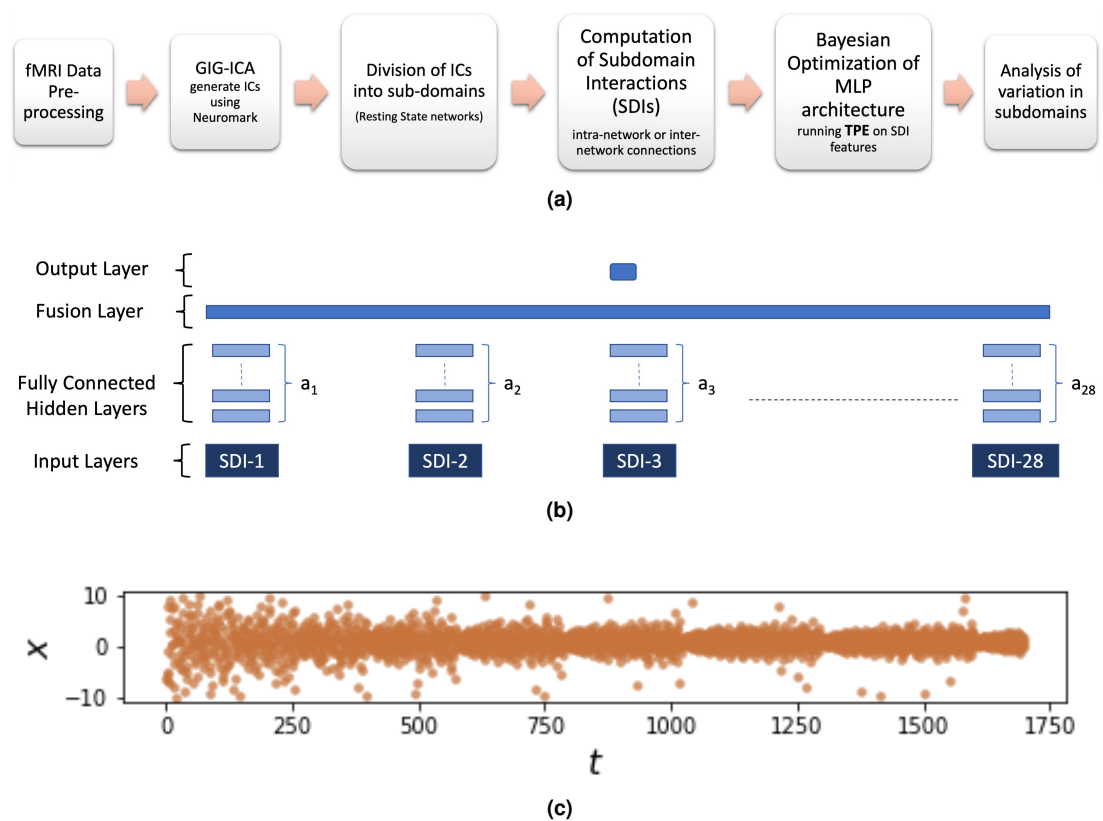 fMRI Data
Pre-
processing
GIG-ICA
generate ICs
using
Neuromark
Division of ICs
into sub-domains
(Resting State networks)
Computation
of Subdomain
Interactions
(SDIs)
intra-network or inter-
network connections
Bayesian
Optimization of
MLP
architecture
running TPE on SDI
features
Analysis of
variation in
subdomains
(a)
Output Layer
Fusion Layer
Fully Connected
Hidden Layers
a1
a2
a3
a28
Input Layers
SDI-1
SDI-2
SDI-3
SDI-28
(b)
10
0
−10
x
0 250 500 750 1000 1250 1500 1750
t
(c)